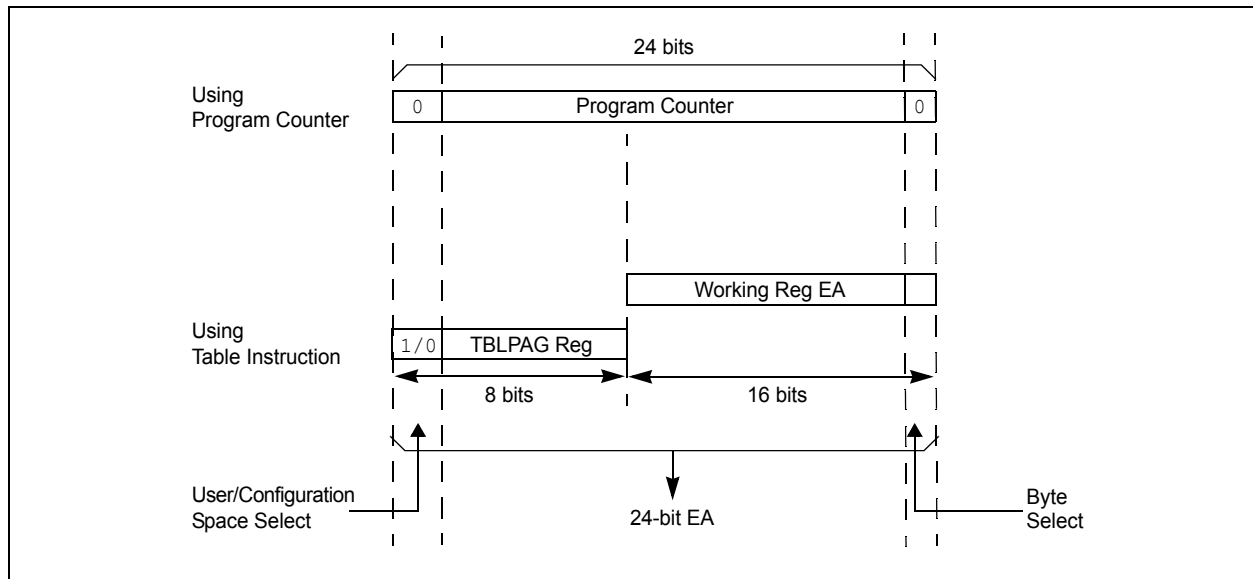 24 bits
Using
Program Counter
0
Program Counter
0
Working Reg EA
Using
Table Instruction
1/0
TBLPAG Reg
8 bits
16 bits
User/Configuration
Space Select
24-bit EA
Byte
Select